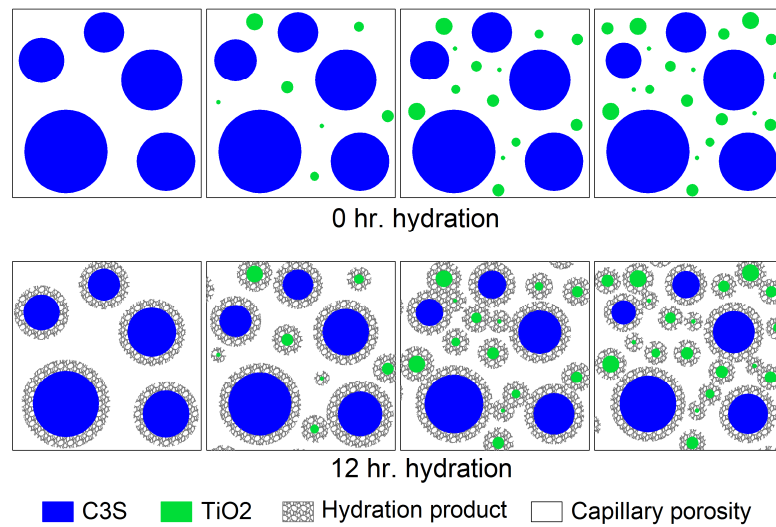 0 hr. hydration
12 hr. hydration
C3S TiO2 Hydration product Capillary porosity